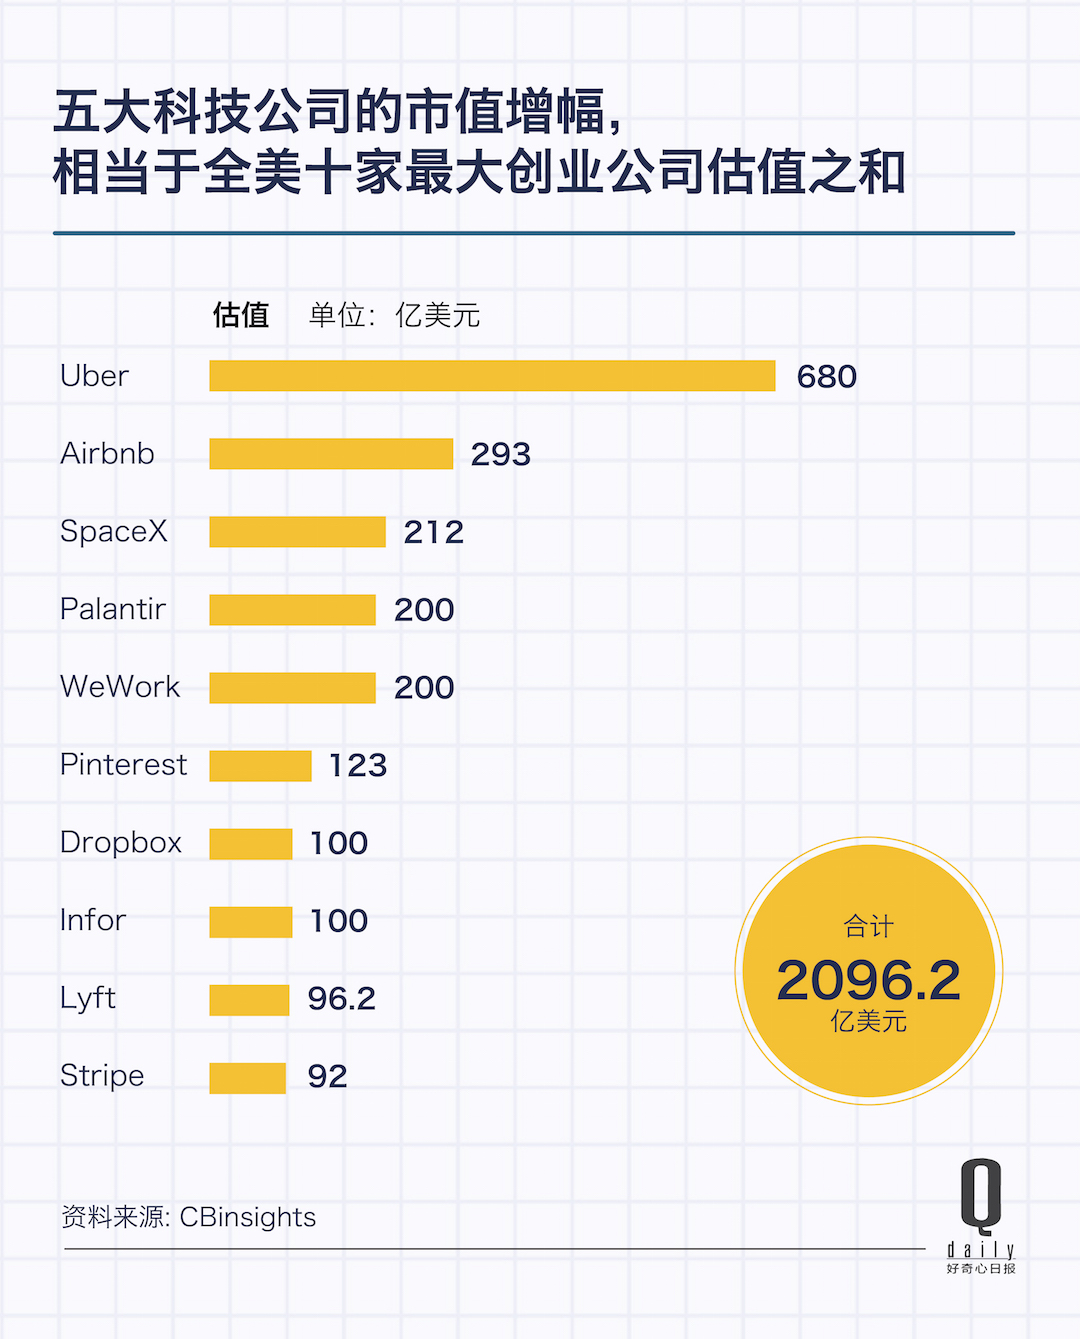 五大科技公司的市值增幅，
相当于全美十家最大创业公司估值之和
估值 单位：亿美元
Uber 680
Airbnb 293
SpaceX 212
Palantir 200
WeWork 200
Pinterest 123
Dropbox 100
Infor 100
Lyft 96.2
Stripe 92
合计
2096.2
亿美元
资料来源: CBinsights
Q
daily
好奇心日报